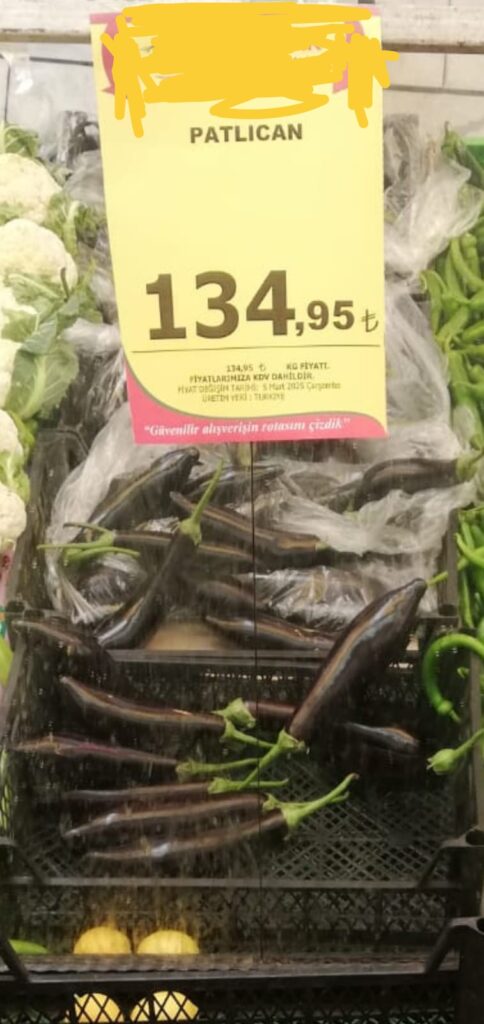 PATLICAN
134,95 ₺
134,95 ₺ KG FİYATI.
FİYATLARIMIZA KDV DAHİLDİR.
FİYAT DEĞİŞİM TARİHİ: 5 Mart 2025 Çarşamba
ÜRETİM YERİ : TÜRKİYE
"Güvenilir alışverişin rotasını çizdik"